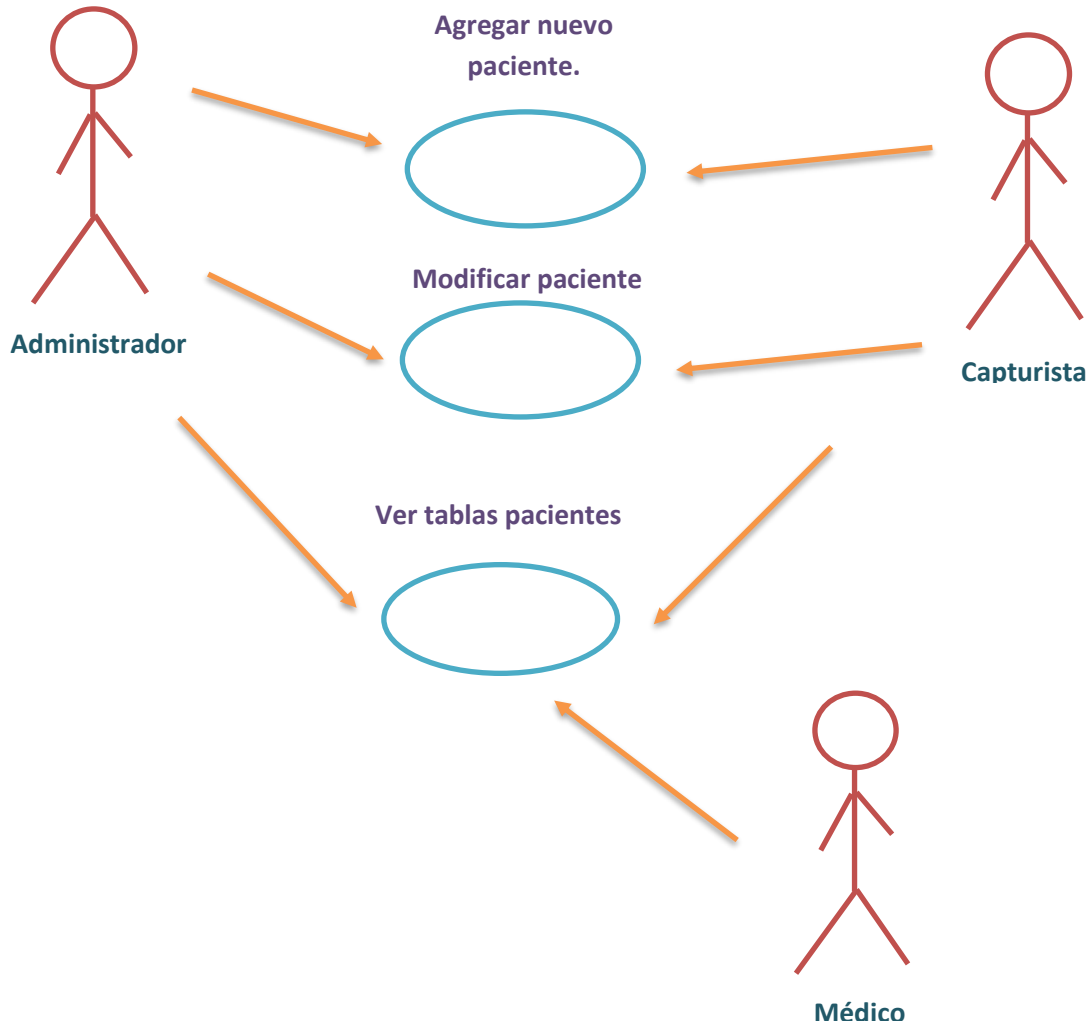 Agregar nuevo
paciente.
Modificar paciente
Administrador
Capturista
Ver tablas pacientes
Médico